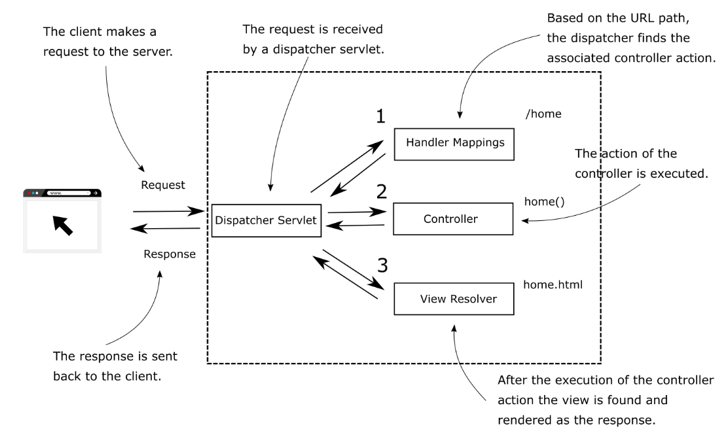 The client makes a
request to the server.
The request is received
by a dispatcher servlet.
Based on the URL path,
the dispatcher finds the
associated controller action.
1
/home
Handler Mappings
The action of the
controller is executed.
Request
2
home()
Dispatcher Servlet
Controller
Response
3
home.html
View Resolver
The response is sent
back to the client.
After the execution of the controller
action the view is found and
rendered as the response.